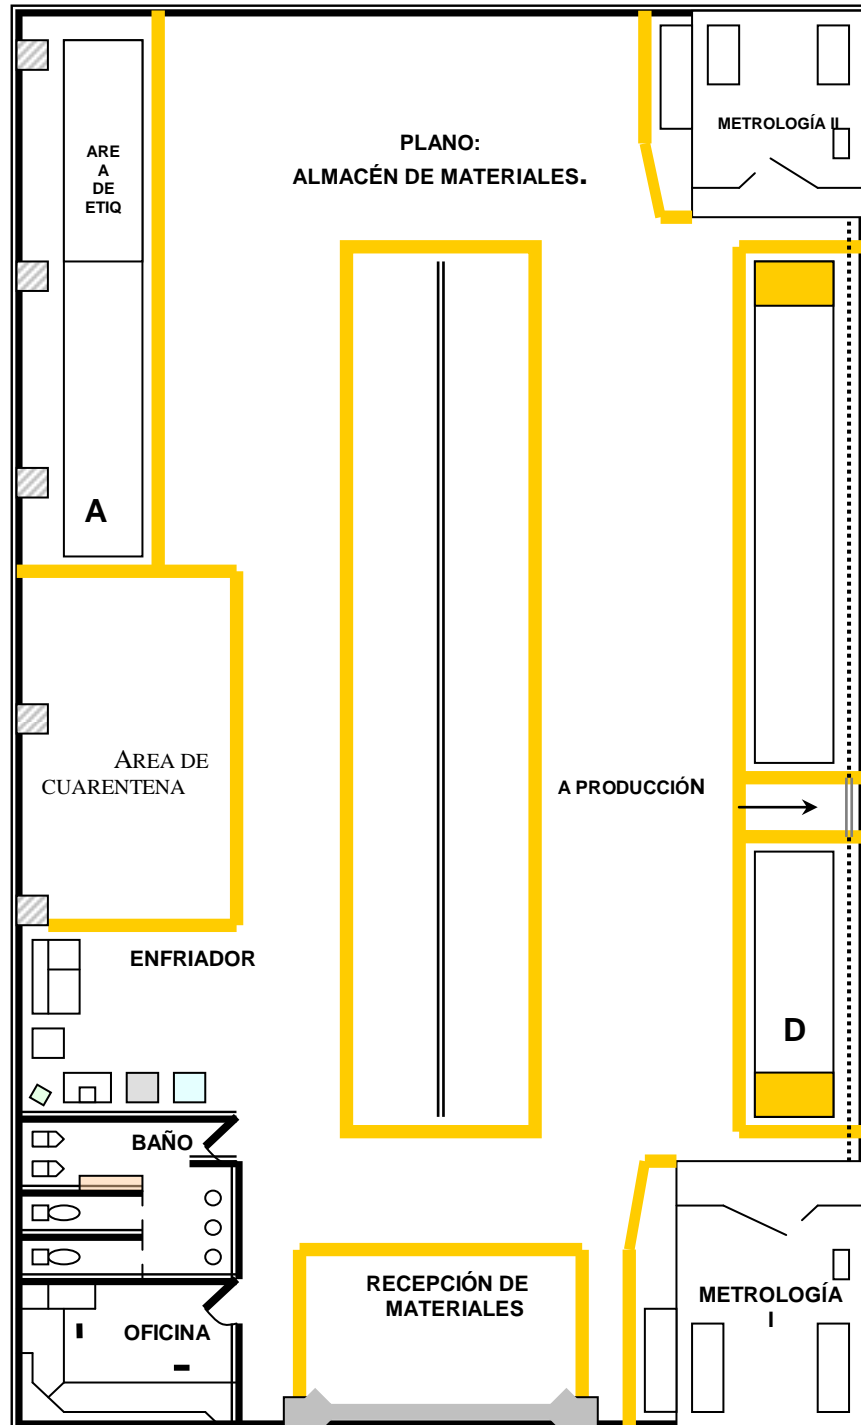 PLANO:
ALMACÉN DE MATERIALES.
METROLOGÍA II
ARE
A
DE
ETIQ
A
AREA DE
CUARENTENA
A PRODUCCIÓN
ENFRIADOR
D
BAÑO
RECEPCIÓN DE
MATERIALES
METROLOGÍA
I
OFICINA